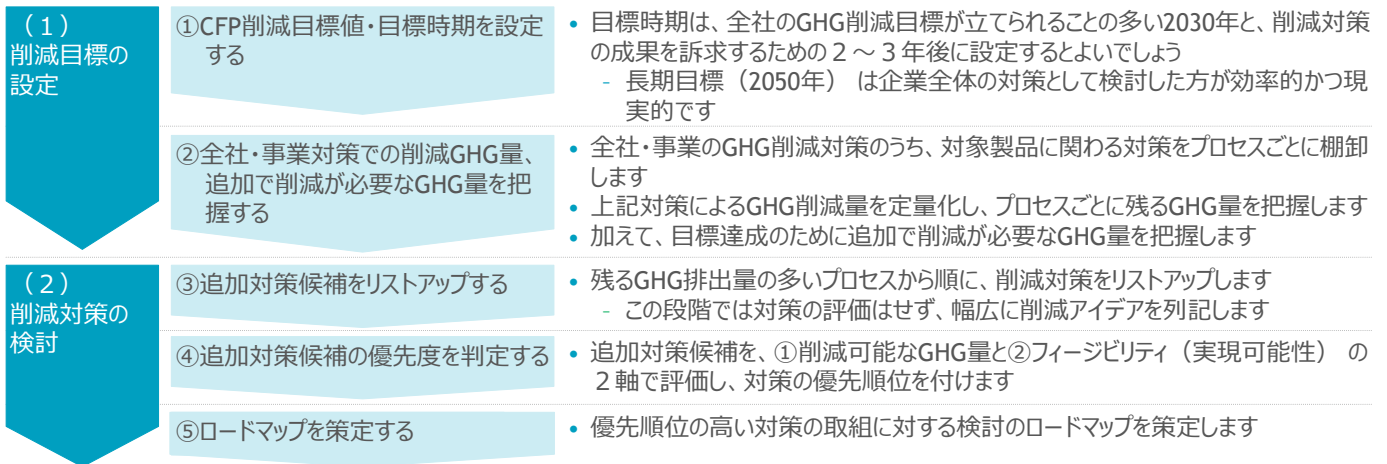 （１）
削減目標の
設定
①CFP削減目標値・目標時期を設定
する
• 目標時期は、全社のGHG削減目標が立てられることの多い2030年と、削減対策
の成果を訴求するための２～３年後に設定するとよいでしょう
- 長期目標（2050年） は企業全体の対策として検討した方が効率的かつ現
実的です
②全社・事業対策での削減GHG量、
追加で削減が必要なGHG量を把
握する
• 全社・事業のGHG削減対策のうち、対象製品に関わる対策をプロセスごとに棚卸
します
• 上記対策によるGHG削減量を定量化し、プロセスごとに残るGHG量を把握します
• 加えて、目標達成のために追加で削減が必要なGHG量を把握します
（２）
削減対策の
検討
③追加対策候補をリストアップする
• 残るGHG排出量の多いプロセスから順に、削減対策をリストアップします
- この段階では対策の評価はせず、幅広に削減アイデアを列記します
④追加対策候補の優先度を判定する
• 追加対策候補を、①削減可能なGHG量と②フィージビリティ（実現可能性） の
２軸で評価し、対策の優先順位を付けます
⑤ロードマップを策定する
• 優先順位の高い対策の取組に対する検討のロードマップを策定します